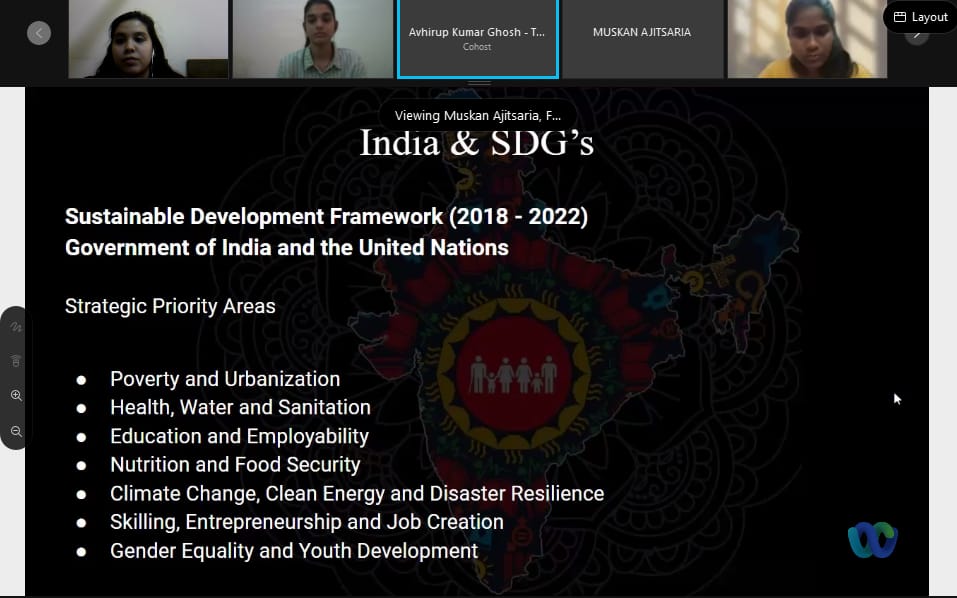 Layout
Avhirup Kumar Ghosh - T...
Cohost
MUSKAN AJITSARIA
Viewing Muskan Ajitsaria, F...
India & SDG’s
Sustainable Development Framework (2018 - 2022)
Government of India and the United Nations
Strategic Priority Areas
● Poverty and Urbanization
● Health, Water and Sanitation
● Education and Employability
● Nutrition and Food Security
● Climate Change, Clean Energy and Disaster Resilience
● Skilling, Entrepreneurship and Job Creation
● Gender Equality and Youth Development